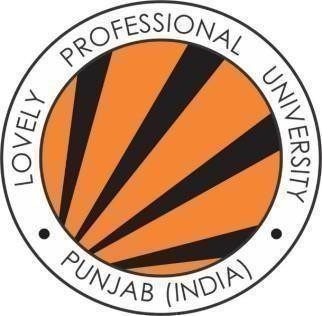 LOVELY PROFESSIONAL UNIVERSITY
PUNJAB (INDIA)